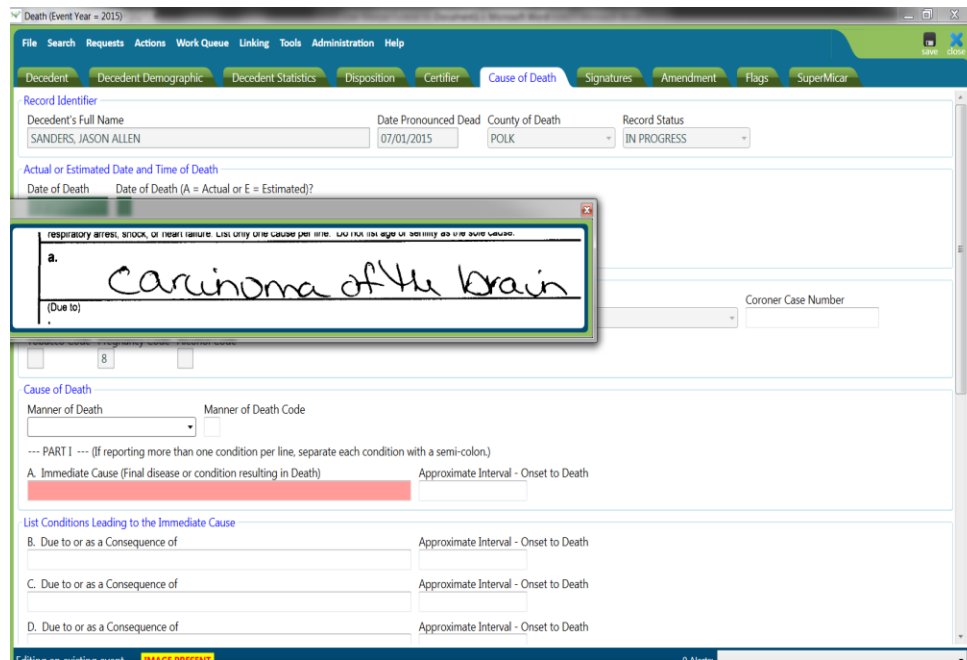 Death (Event Year = 2015)
File Search Requests Actions Work Queue Linking Tools Administration Help
save close
Decedent Decedent Demographic Decedent Statistics Disposition Certifier Cause of Death Signatures Amendment Flags SuperMicar
Record Identifier
Decedent's Full Name Date Pronounced Dead County of Death Record Status
SANDERS, JASON ALLEN 07/01/2015 POLK IN PROGRESS
Actual or Estimated Date and Time of Death
Date of Death Date of Death (A = Actual or E = Estimated)?
respiratory arrest, shock, or heart failure. List only one cause per line. Do not list age or senility as the sole cause.
a.
carcinoma of the brain
(Due to)
Coroner Case Number
Tobacco Code Pregnancy Code Alcohol Code
8
Cause of Death
Manner of Death Manner of Death Code
--- PART I --- (If reporting more than one condition per line, separate each condition with a semi-colon.)
A. Immediate Cause (Final disease or condition resulting in Death) Approximate Interval - Onset to Death
List Conditions Leading to the Immediate Cause
B. Due to or as a Consequence of Approximate Interval - Onset to Death
C. Due to or as a Consequence of Approximate Interval - Onset to Death
D. Due to or as a Consequence of Approximate Interval - Onset to Death
Editing an existing event IMAGE PRESENT 0 Alerts